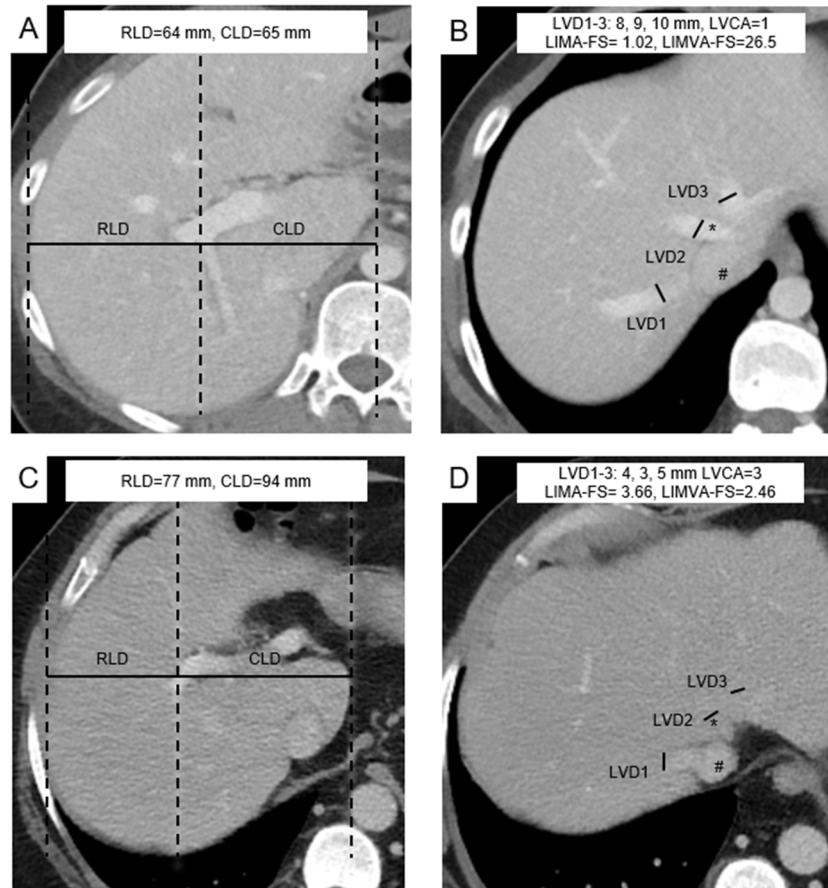 A
RLD=64 mm, CLD=65 mm
RLD
CLD
B
LVD1-3: 8, 9, 10 mm, LVCA=1
LIMA-FS= 1.02, LIMVA-FS=26.5
LVD3
*
LVD2
#
LVD1
C
RLD=77 mm, CLD=94 mm
RLD
CLD
D
LVD1-3: 4, 3, 5 mm LVCA=3
LIMA-FS= 3.66, LIMVA-FS=2.46
LVD3
LVD2
*
LVD1
#